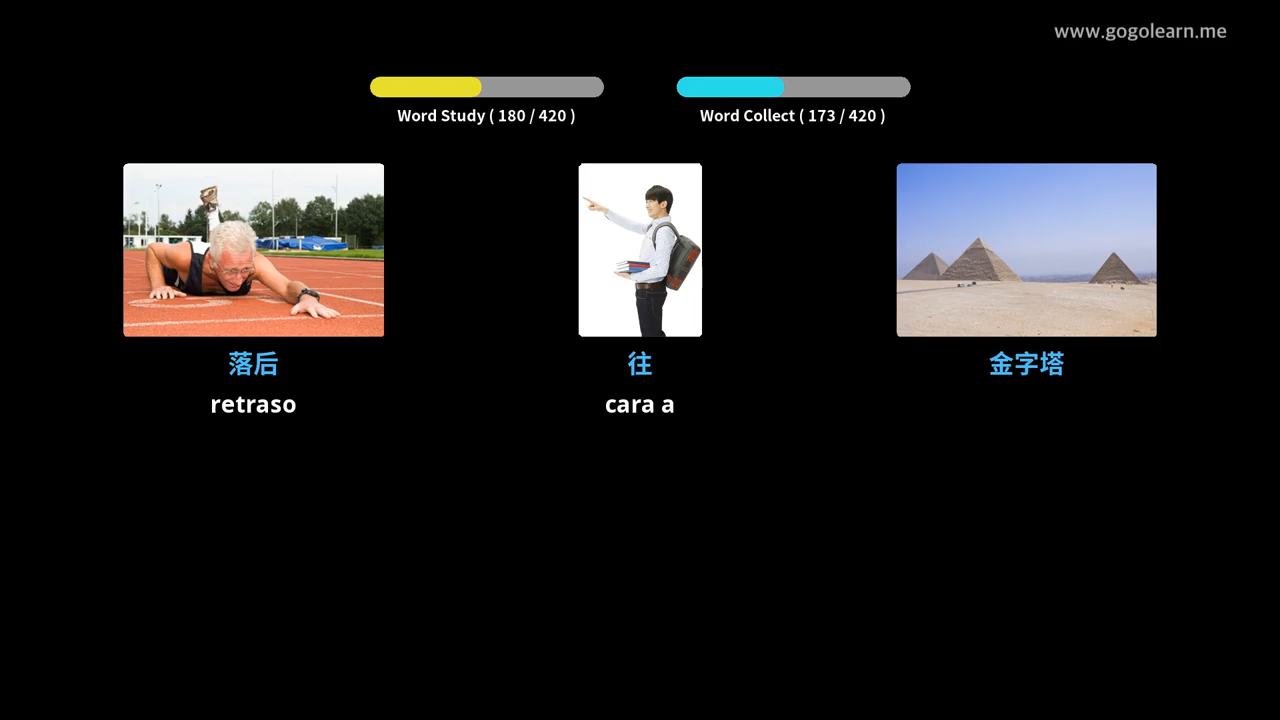 www.gogolearn.me
Word Study ( 180 / 420 )
Word Collect ( 173 / 420 )
落后
往
金字塔
retraso
cara a